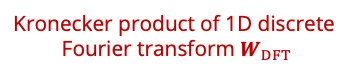 Kronecker product of 1D discrete
Fourier transform W_DFT